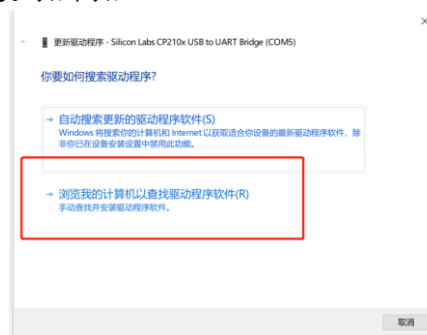 更新驱动程序 - Silicon Labs CP210x USB to UART Bridge (COM5)
你要如何搜索驱动程序?
→ 自动搜索更新的驱动程序软件(S)
Windows 将搜索你的计算机和 Internet 以获取适合你设备的最新驱动程序软件，除
非你已在设备安装设置中禁用此功能。
→ 浏览我的计算机以查找驱动程序软件(R)
手动查找并安装驱动程序软件。
取消